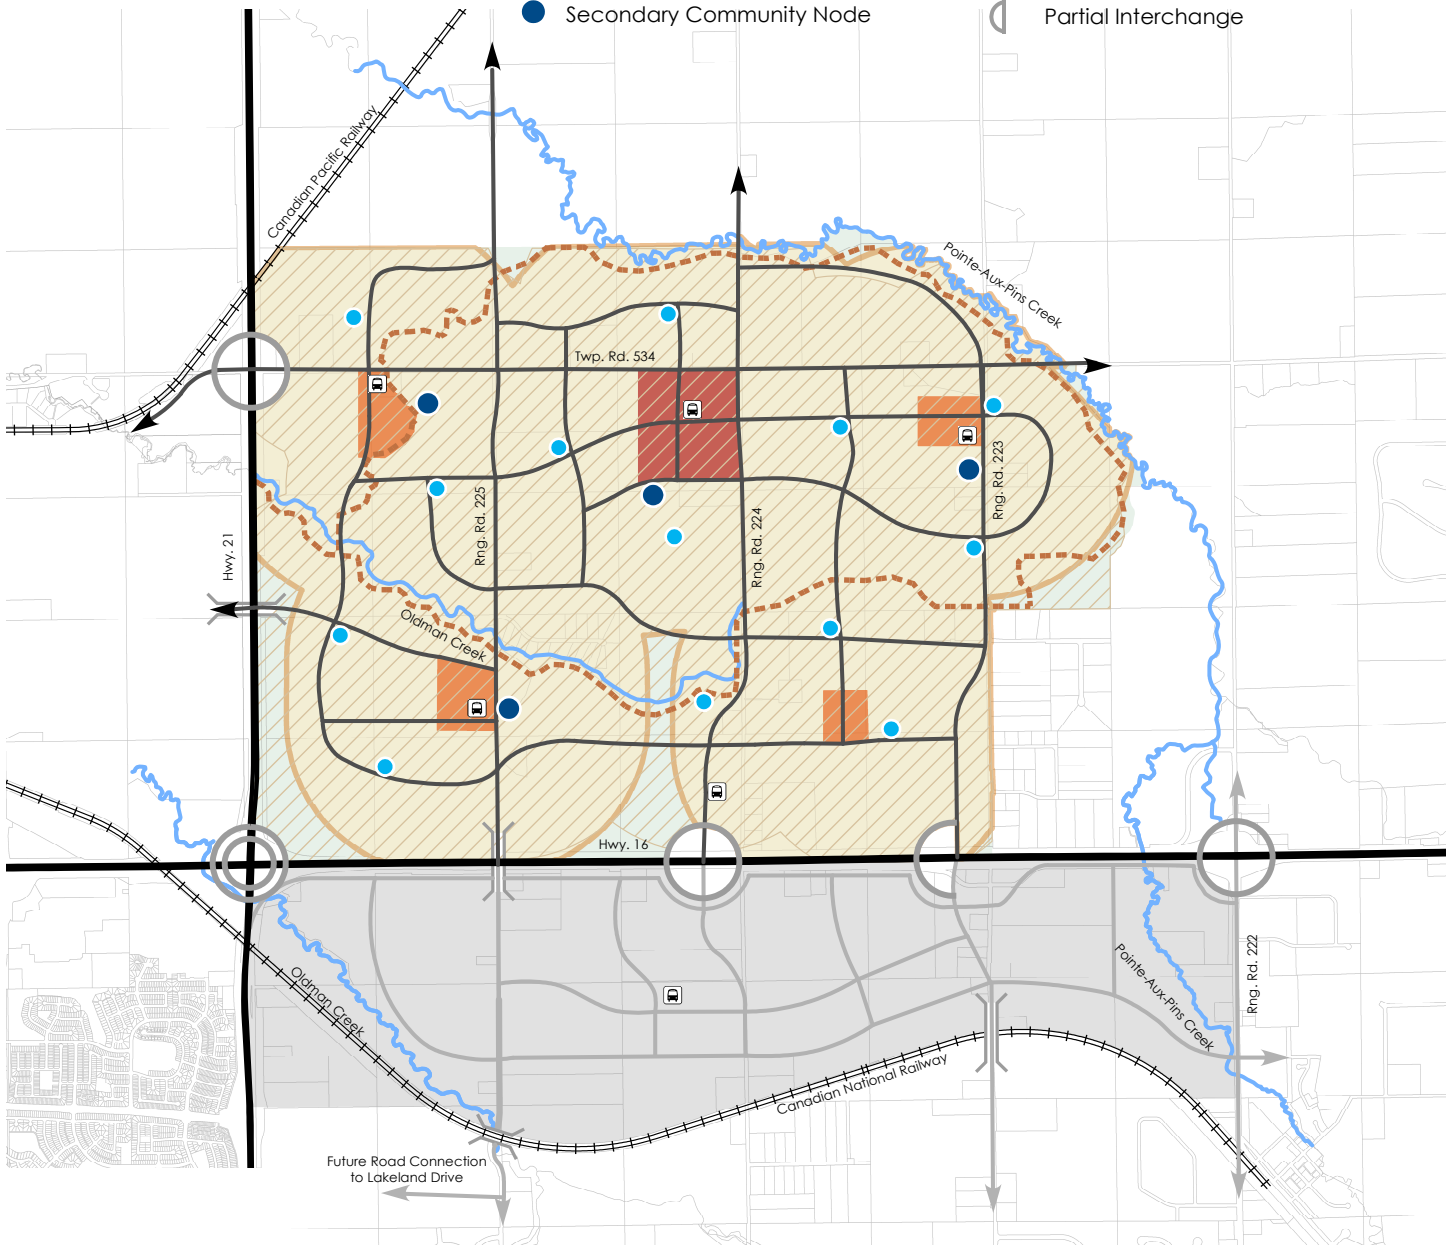 Secondary Community Node
Partial Interchange
Canadian Pacific Railway
Pointe-Aux-Pins Creek
Twp. Rd. 534
Rng. Rd. 223
Rng. Rd. 225
Rng. Rd. 224
Hwy. 21
Oldman Creek
Hwy. 16
Oldman Creek
Pointe-Aux-Pins Creek
Rng. Rd. 222
Canadian National Railway
Future Road Connection
to Lakeland Drive